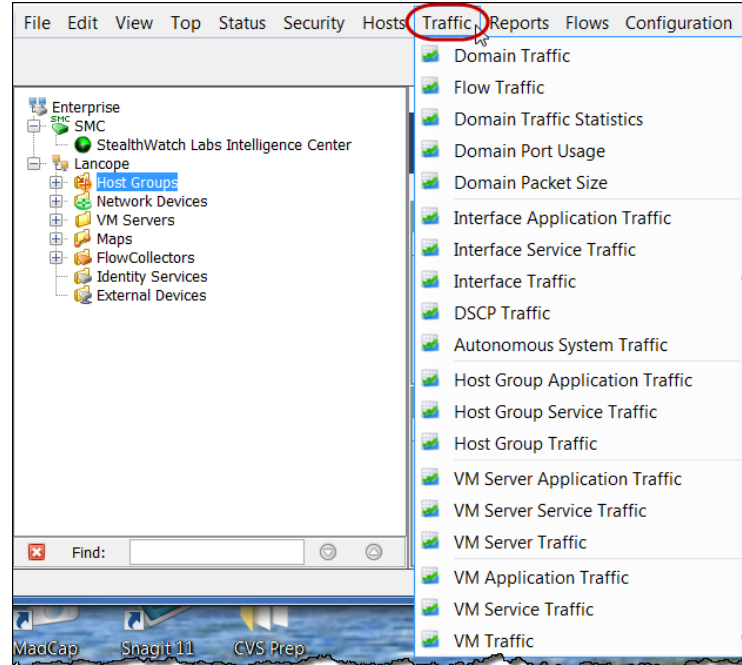 File Edit View Top Status Security Hosts Traffic Reports Flows Configuration
Enterprise
SMC
SMC
StealthWatch Labs Intelligence Center
Lancope
Host Groups
Network Devices
VM Servers
Maps
FlowCollectors
Identity Services
External Devices
Find:
Domain Traffic
Flow Traffic
Domain Traffic Statistics
Domain Port Usage
Domain Packet Size
Interface Application Traffic
Interface Service Traffic
Interface Traffic
DSCP Traffic
Autonomous System Traffic
Host Group Application Traffic
Host Group Service Traffic
Host Group Traffic
VM Server Application Traffic
VM Server Service Traffic
VM Server Traffic
VM Application Traffic
VM Service Traffic
VM Traffic
MadCap Snagit 11 CVS Prep